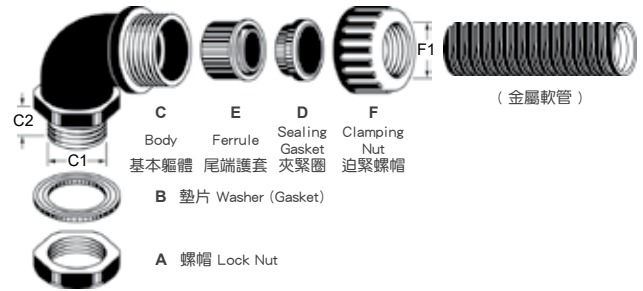 F1
( 金屬軟管 )
C2
C1
C
Body
基本軀體
E
Ferrule
尾端護套
D
Sealing
Gasket
夾緊圈
F
Clamping
Nut
迫緊螺帽
B 墊片 Washer (Gasket)
A 螺帽 Lock Nut